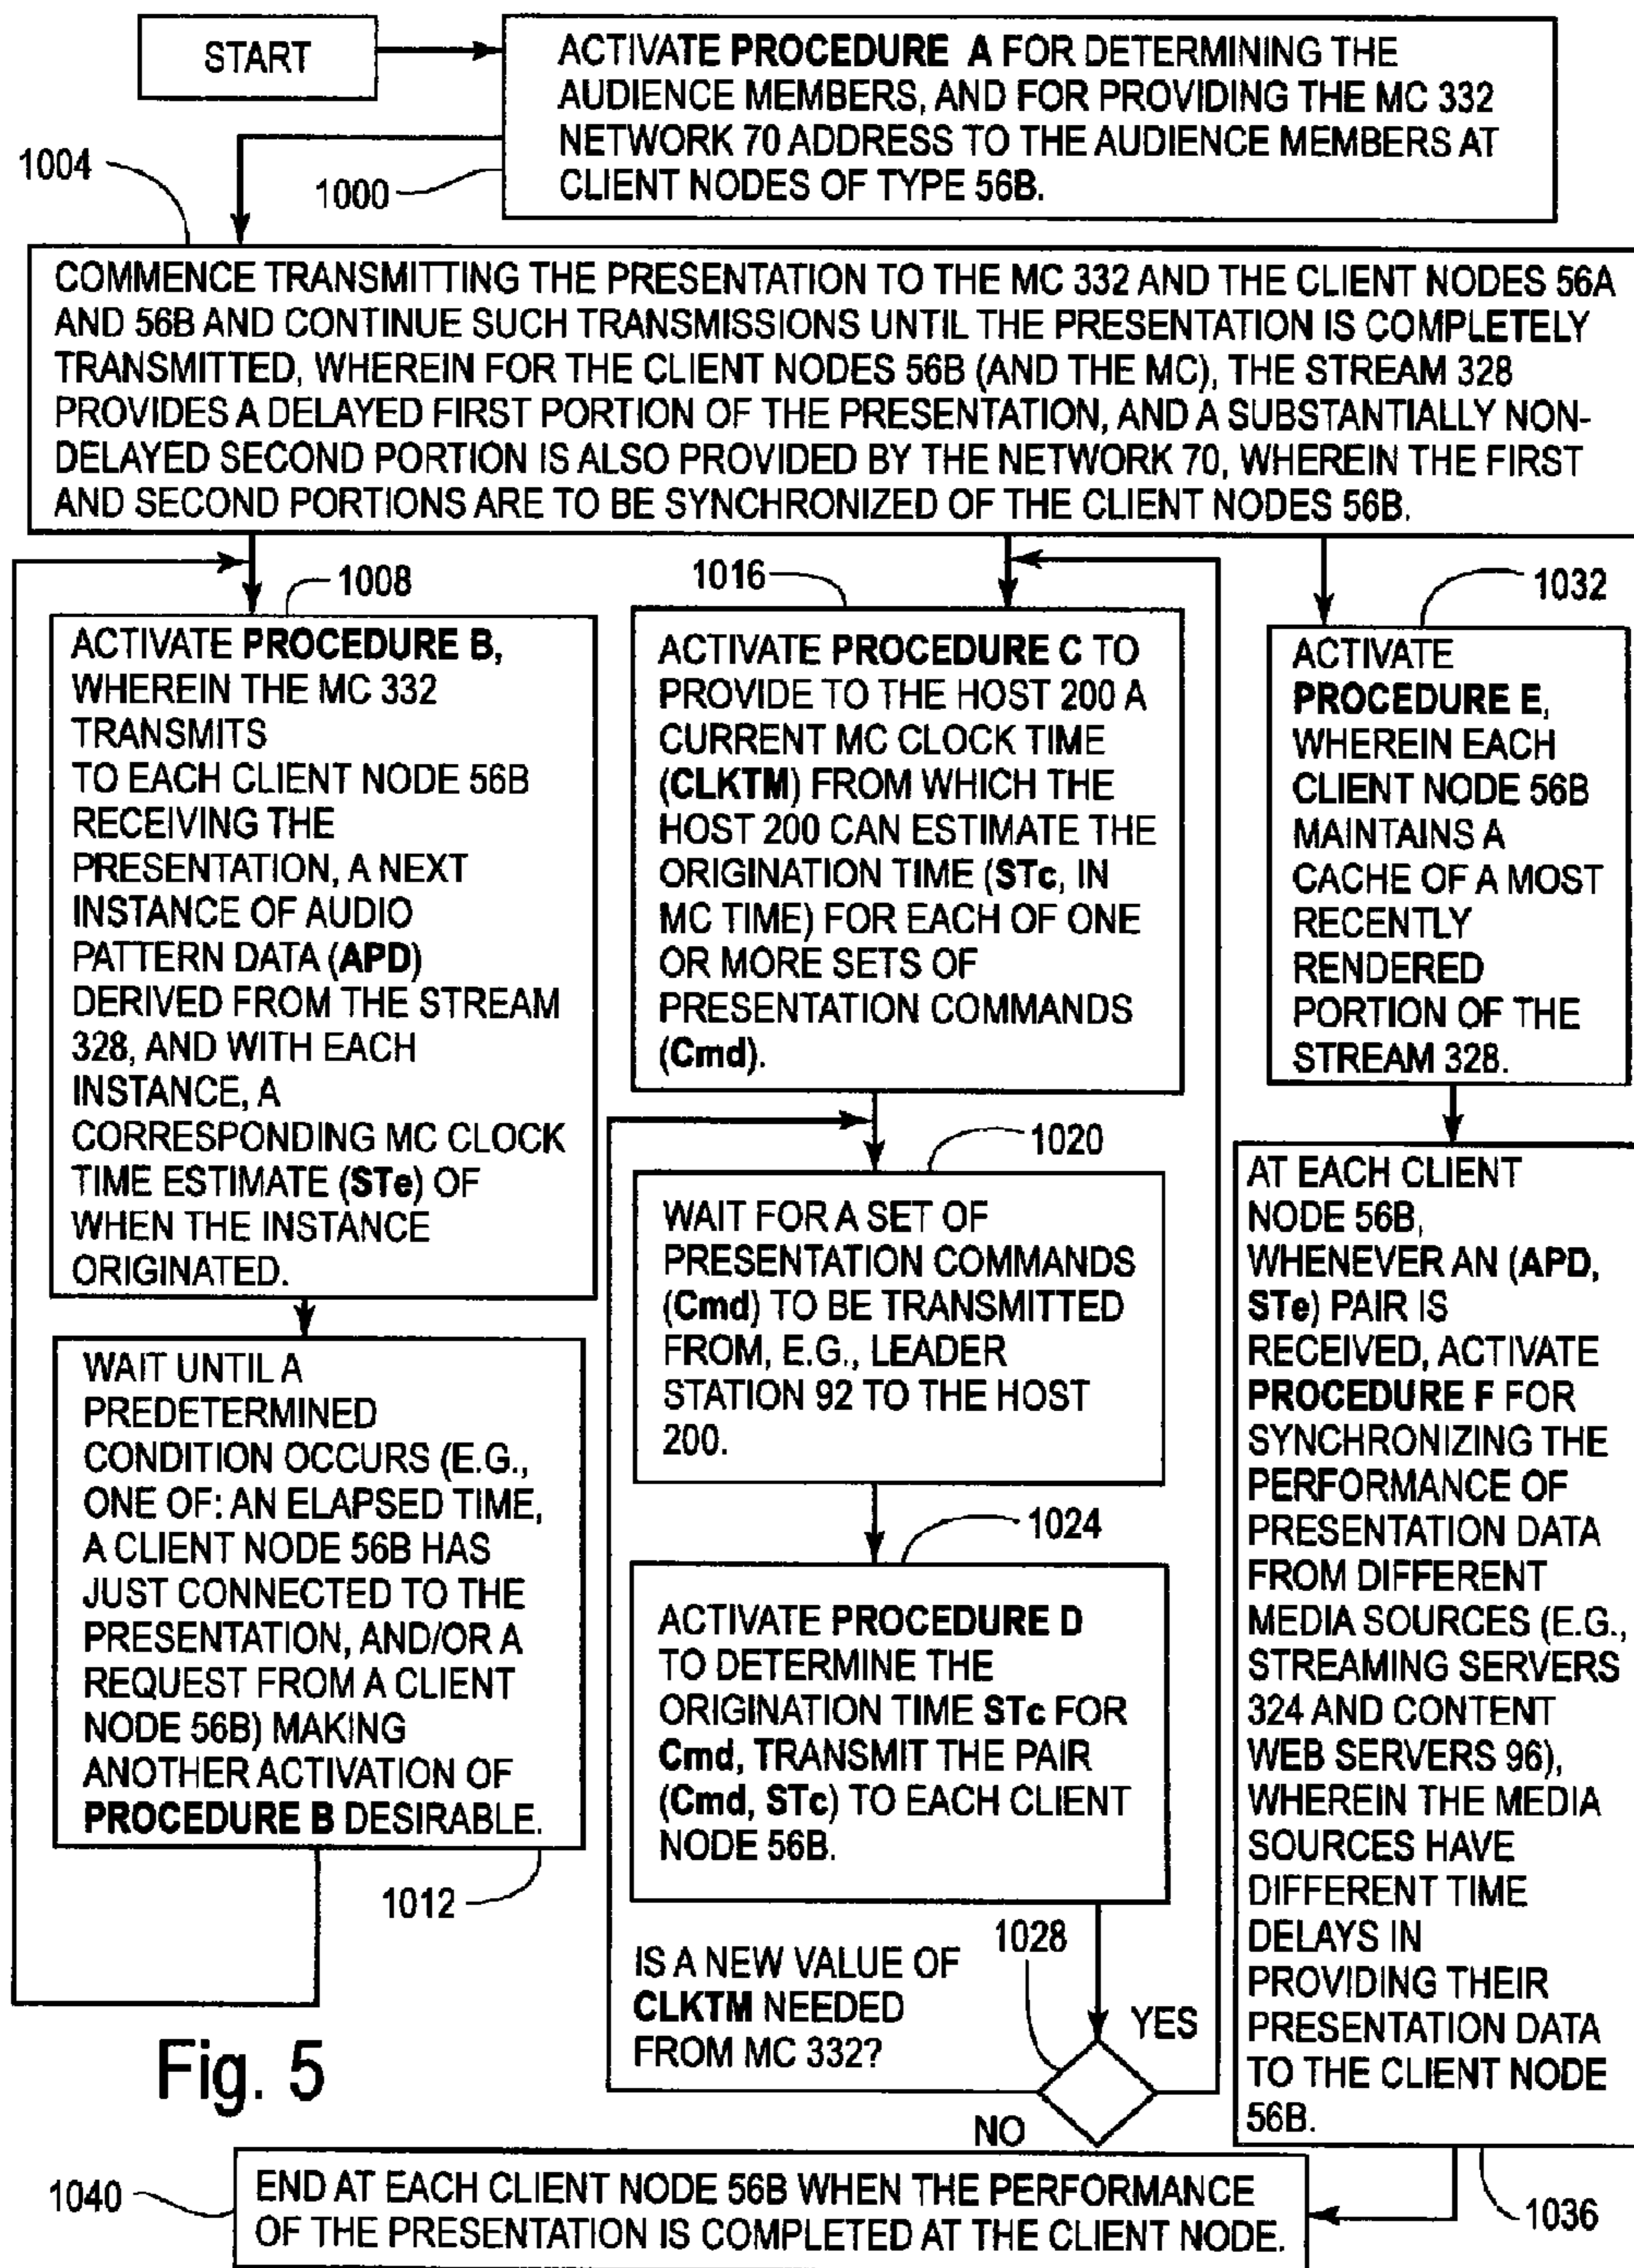 START
ACTIVATE PROCEDURE A FOR DETERMINING THE
AUDIENCE MEMBERS, AND FOR PROVIDING THE MC 332
NETWORK 70 ADDRESS TO THE AUDIENCE MEMBERS AT
CLIENT NODES OF TYPE 56B.
1000
1004
COMMENCE TRANSMITTING THE PRESENTATION TO THE MC 332 AND THE CLIENT NODES 56A
AND 56B AND CONTINUE SUCH TRANSMISSIONS UNTIL THE PRESENTATION IS COMPLETELY
TRANSMITTED, WHEREIN FOR THE CLIENT NODES 56B (AND THE MC), THE STREAM 328
PROVIDES A DELAYED FIRST PORTION OF THE PRESENTATION, AND A SUBSTANTIALLY NON-
DELAYED SECOND PORTION IS ALSO PROVIDED BY THE NETWORK 70, WHEREIN THE FIRST
AND SECOND PORTIONS ARE TO BE SYNCHRONIZED OF THE CLIENT NODES 56B.
1008
ACTIVATE PROCEDURE B,
WHEREIN THE MC 332
TRANSMITS
TO EACH CLIENT NODE 56B
RECEIVING THE
PRESENTATION, A NEXT
INSTANCE OF AUDIO
PATTERN DATA (APD)
DERIVED FROM THE STREAM
328, AND WITH EACH
INSTANCE, A
CORRESPONDING MC CLOCK
TIME ESTIMATE (STe) OF
WHEN THE INSTANCE
ORIGINATED.
WAIT UNTIL A
PREDETERMINED
CONDITION OCCURS (E.G.,
ONE OF: AN ELAPSED TIME,
A CLIENT NODE 56B HAS
JUST CONNECTED TO THE
PRESENTATION, AND/OR A
REQUEST FROM A CLIENT
NODE 56B) MAKING
ANOTHER ACTIVATION OF
PROCEDURE B DESIRABLE.
1012
1016
ACTIVATE PROCEDURE C TO
PROVIDE TO THE HOST 200 A
CURRENT MC CLOCK TIME
(CLKTM) FROM WHICH THE
HOST 200 CAN ESTIMATE THE
ORIGINATION TIME (STc, IN
MC TIME) FOR EACH OF ONE
OR MORE SETS OF
PRESENTATION COMMANDS
(Cmd).
1020
WAIT FOR A SET OF
PRESENTATION COMMANDS
(Cmd) TO BE TRANSMITTED
FROM, E.G., LEADER
STATION 92 TO THE HOST
200.
1024
ACTIVATE PROCEDURE D
TO DETERMINE THE
ORIGINATION TIME STc FOR
Cmd, TRANSMIT THE PAIR
(Cmd, STc) TO EACH CLIENT
NODE 56B.
1028
IS A NEW VALUE OF
CLKTM NEEDED
FROM MC 332?
YES
NO
1032
ACTIVATE
PROCEDURE E,
WHEREIN EACH
CLIENT NODE 56B
MAINTAINS A
CACHE OF A MOST
RECENTLY
RENDERED
PORTION OF THE
STREAM 328.
AT EACH CLIENT
NODE 56B,
WHENEVER AN (APD,
STe) PAIR IS
RECEIVED, ACTIVATE
PROCEDURE F FOR
SYNCHRONIZING THE
PERFORMANCE OF
PRESENTATION DATA
FROM DIFFERENT
MEDIA SOURCES (E.G.,
STREAMING SERVERS
324 AND CONTENT
WEB SERVERS 96),
WHEREIN THE MEDIA
SOURCES HAVE
DIFFERENT TIME
DELAYS IN
PROVIDING THEIR
PRESENTATION DATA
TO THE CLIENT NODE
56B.
1036
Fig. 5
1040
END AT EACH CLIENT NODE 56B WHEN THE PERFORMANCE
OF THE PRESENTATION IS COMPLETED AT THE CLIENT NODE.